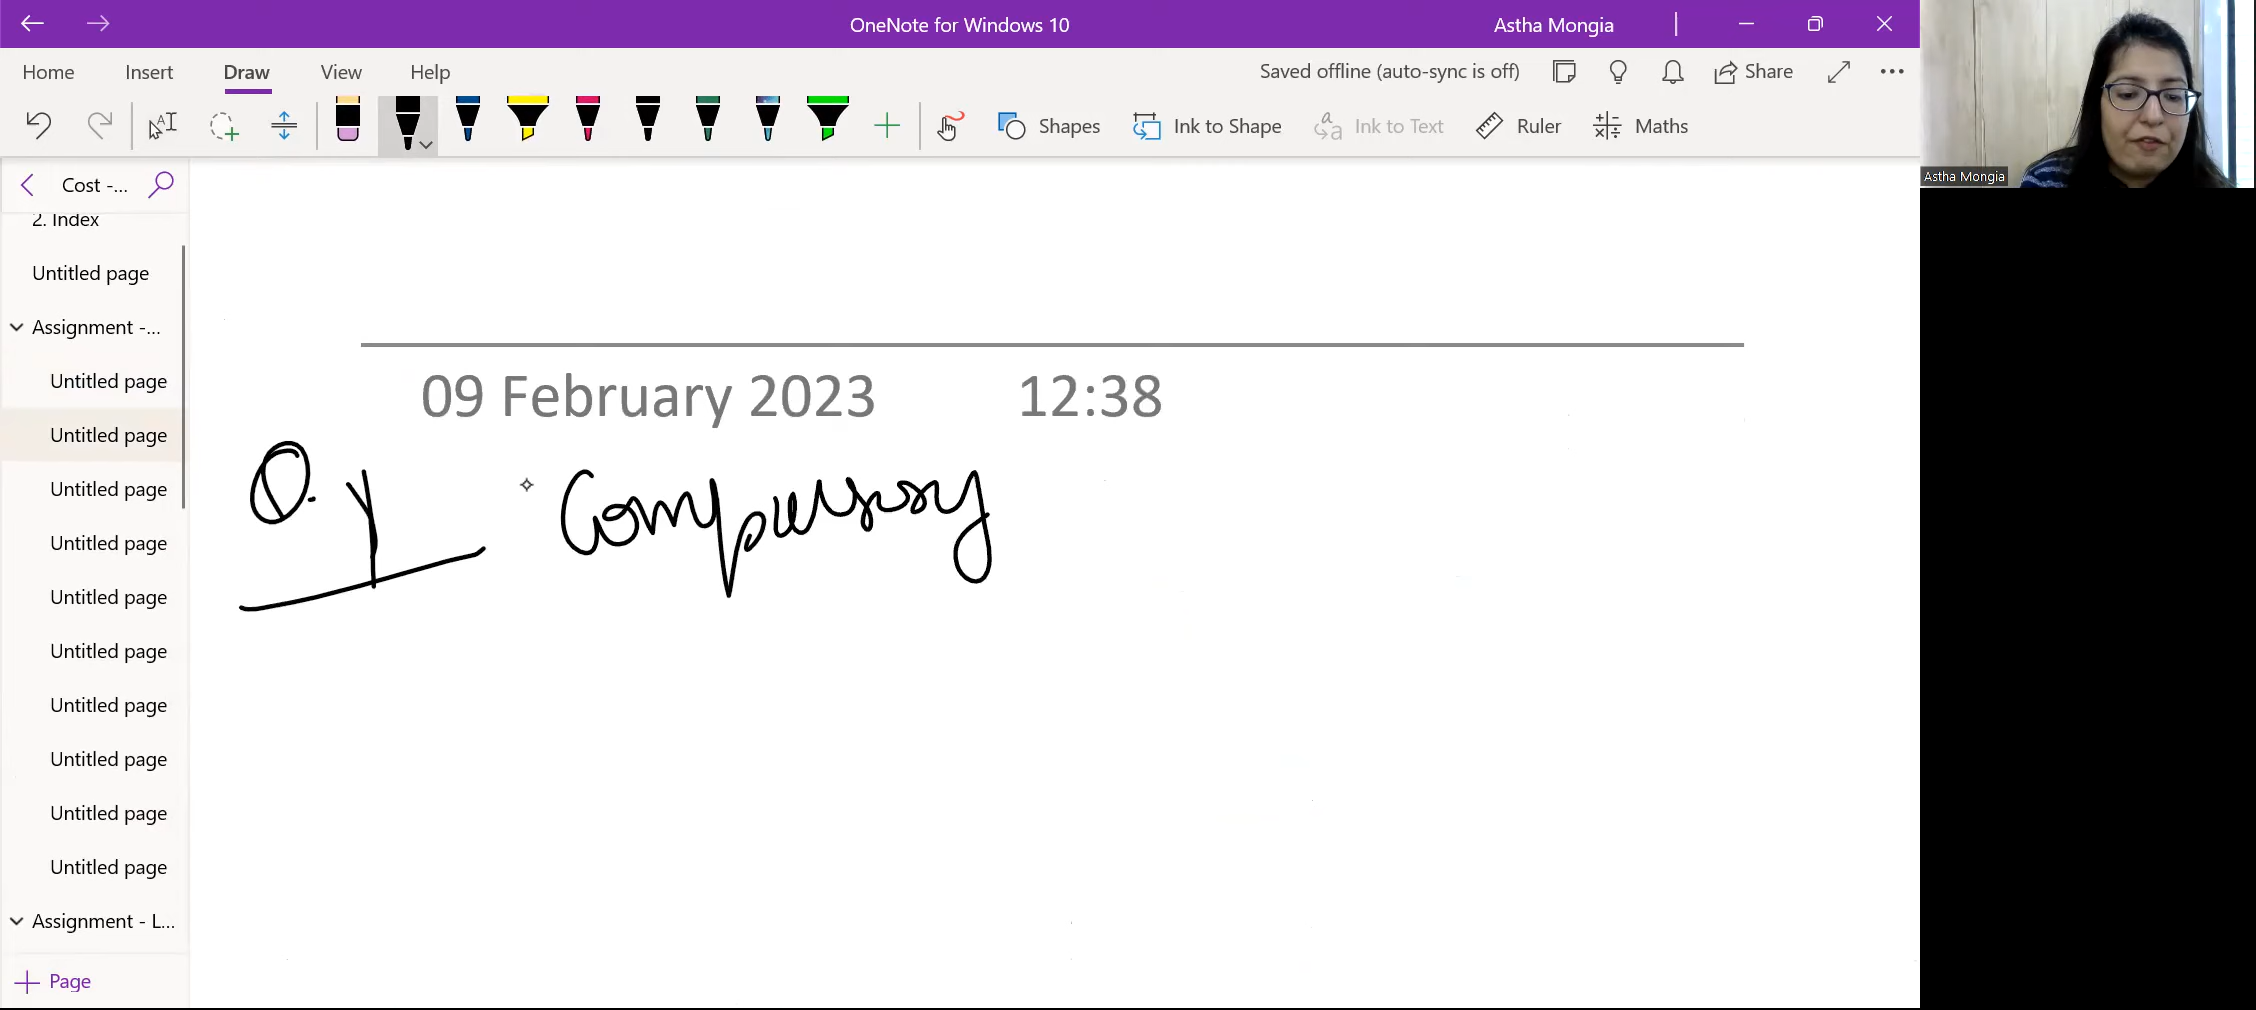 OneNote for Windows 10
Astha Mongia
Home Insert Draw View Help
Saved offline (auto-sync is off) Share
Shapes Ink to Shape Ink to Text Ruler Maths
Astha Mongia
Cost -...
2. Index
Untitled page
Assignment -...
Untitled page
Untitled page
Untitled page
Untitled page
Untitled page
Untitled page
Untitled page
Untitled page
Untitled page
Untitled page
Assignment - L...
Page
09 February 2023 12:38
Q. 1 Compulsory